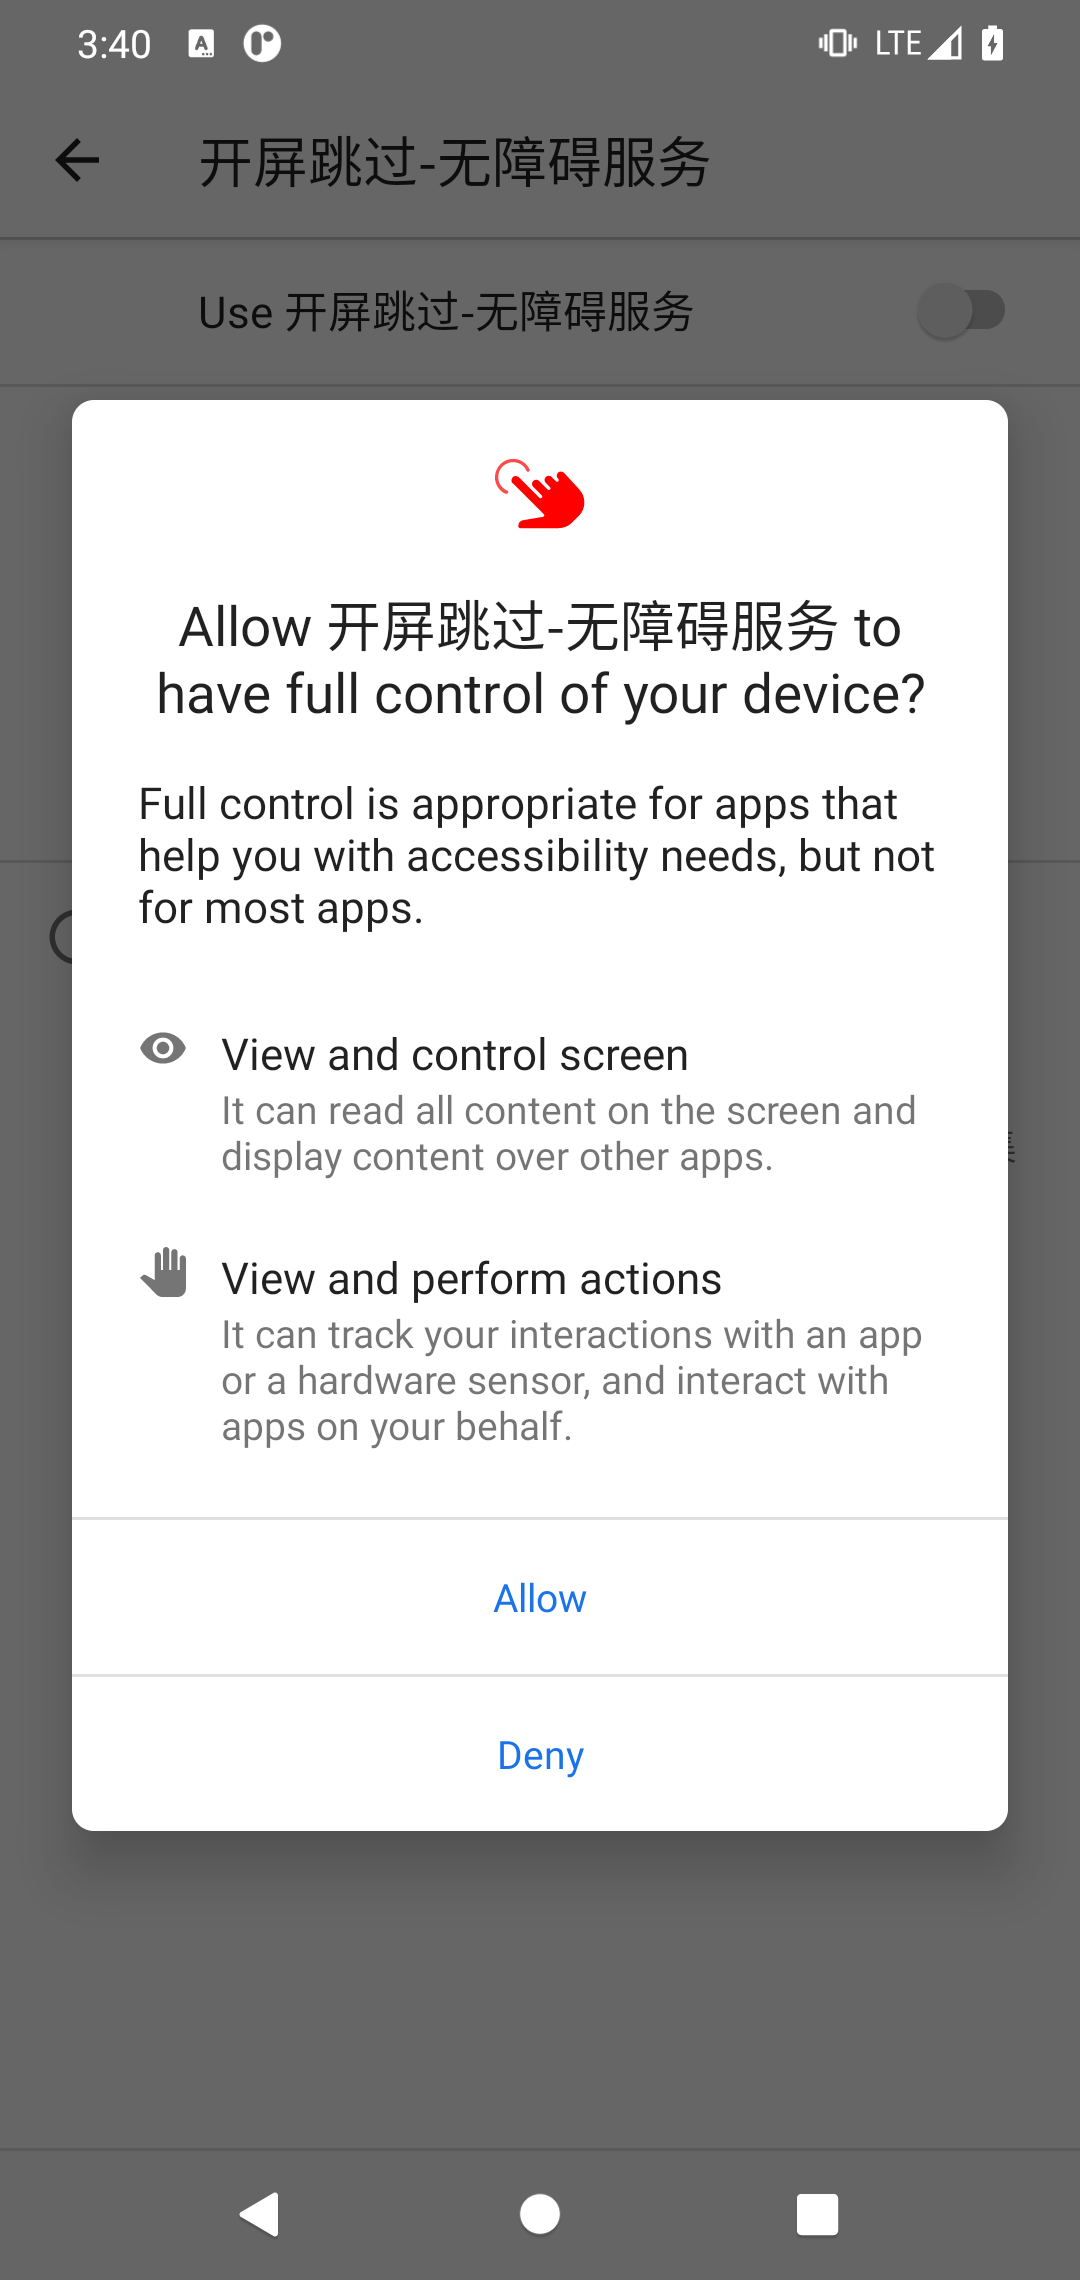 3:40
LTE
开屏跳过-无障碍服务
Use 开屏跳过-无障碍服务
Allow 开屏跳过-无障碍服务 to
have full control of your device?
Full control is appropriate for apps that
help you with accessibility needs, but not
for most apps.
View and control screen
It can read all content on the screen and
display content over other apps.
View and perform actions
It can track your interactions with an app
or a hardware sensor, and interact with
apps on your behalf.
Allow
Deny